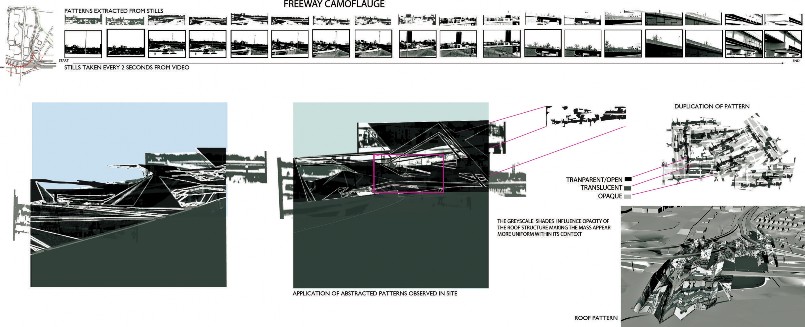 FREEWAY CAMOFLAUGE
PATTERNS EXTRACTED FROM STILLS
START
END
STILLS TAKEN EVERY 2 SECONDS FROM VIDEO
DUPLICATION OF PATTERN
TRANPARENT/OPEN
TRANSLUCENT
OPAQUE
THE GREYSCALE SHADES INFLUENCE OPACITY OF
THE ROOF STRUCTURE MAKING THE MASS APPEAR
MORE UNIFORM WITHIN ITS CONTEXT
APPLICATION OF ABSTRACTED PATTERNS OBSERVED IN SITE
ROOF PATTERN